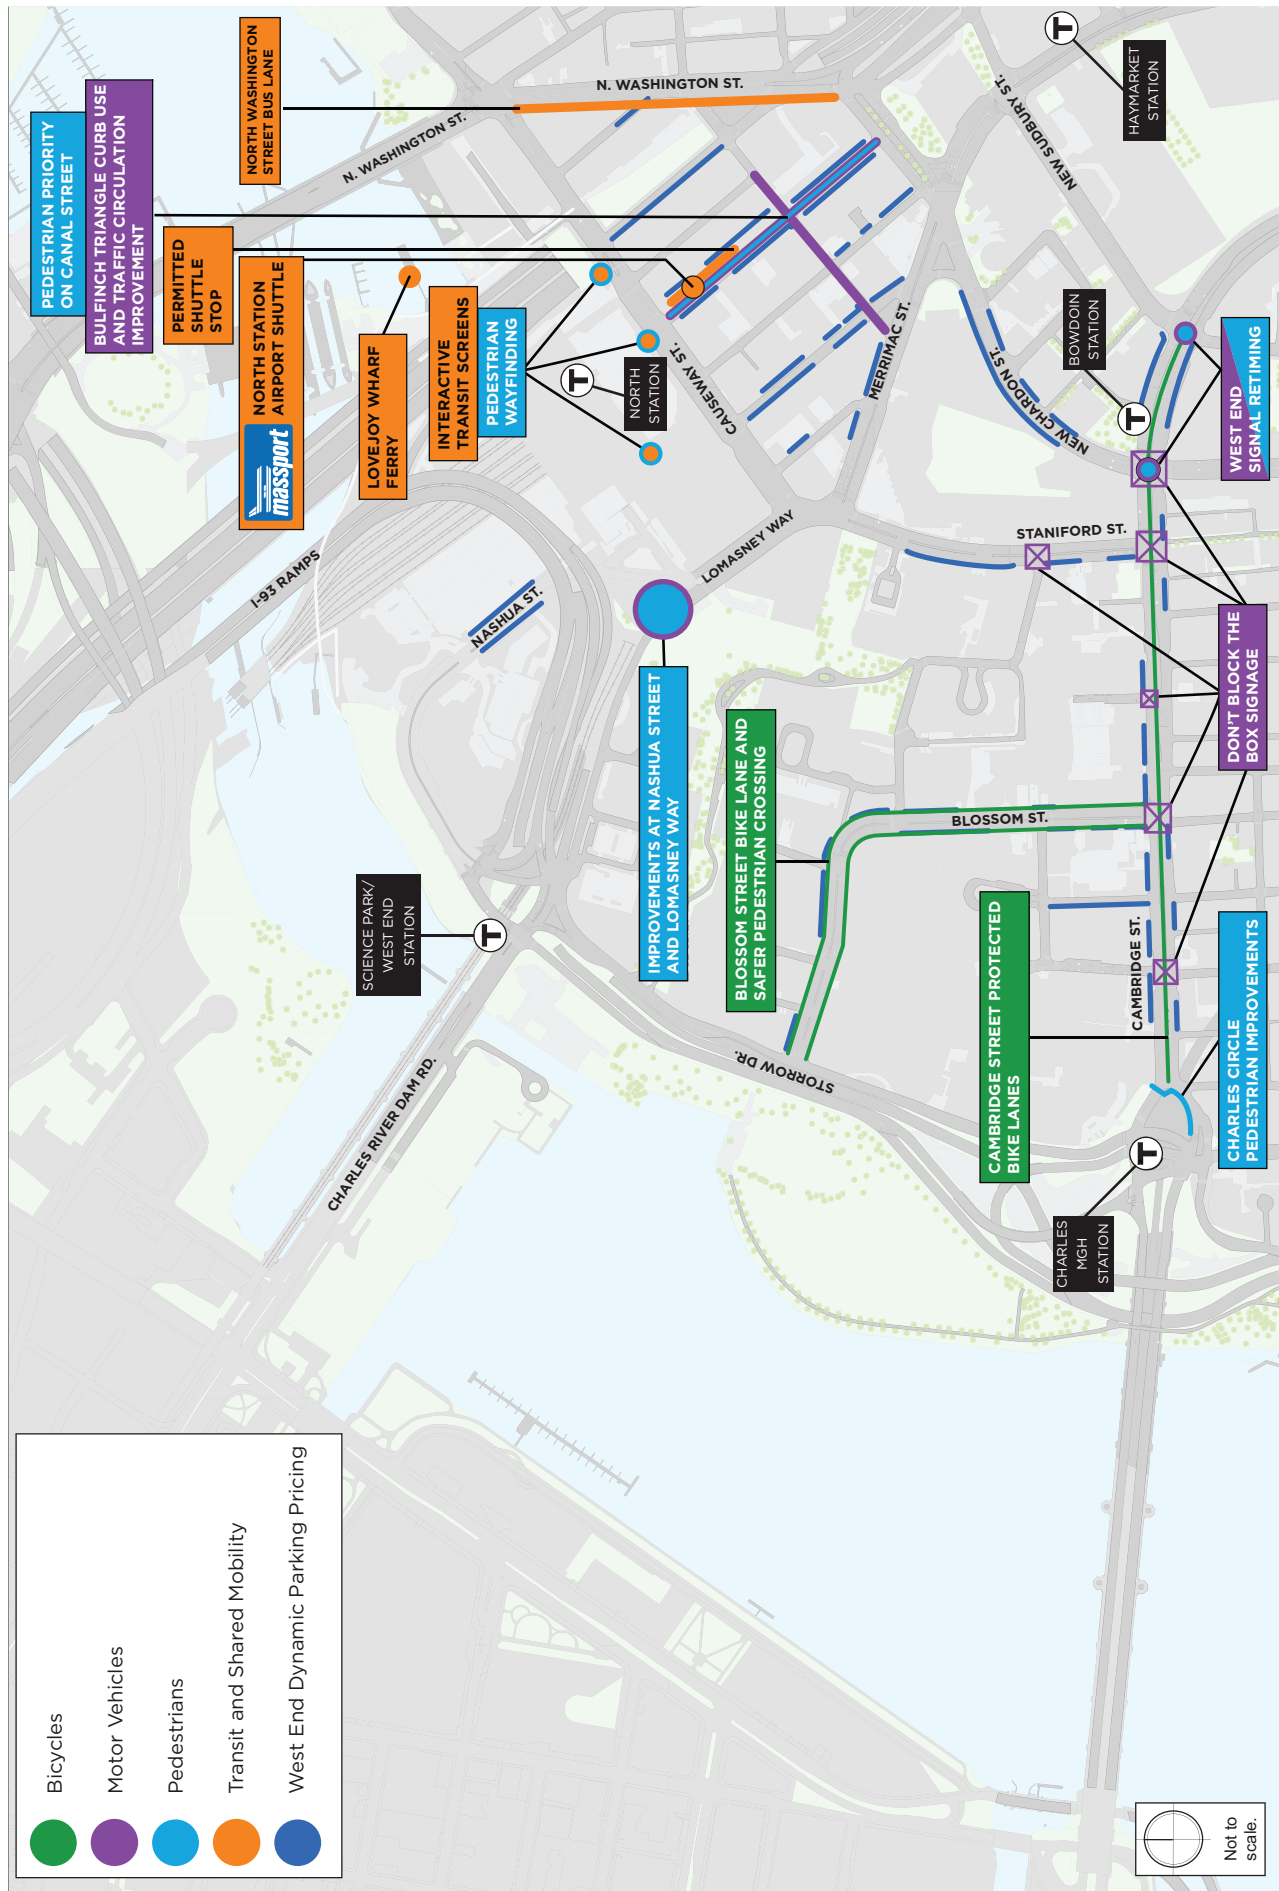 PEDESTRIAN PRIORITY
ON CANAL STREET
BULFINCH TRIANGLE CURB USE
AND TRAFFIC CIRCULATION
IMPROVEMENT
PERMITTED
SHUTTLE
STOP
massport
NORTH STATION
AIRPORT SHUTTLE
NORTH WASHINGTON
STREET BUS LANE
LOVEJOY WHARF
FERRY
INTERACTIVE
TRANSIT SCREENS
PEDESTRIAN
WAYFINDING
T
NORTH
STATION
N. WASHINGTON ST.
N. WASHINGTON ST.
NEW SUDBURY ST.
T
HAYMARKET
STATION
CAUSEWAY ST.
MERRIMAC ST.
NEW CHARDON ST.
BOWDOIN
STATION
T
WEST END
SIGNAL RETIMING
I-93 RAMPS
NASHUA ST.
LOMASNEY WAY
STANIFORD ST.
IMPROVEMENTS AT NASHUA STREET
AND LOMASNEY WAY
DON'T BLOCK THE
BOX SIGNAGE
BLOSSOM STREET BIKE LANE AND
SAFER PEDESTRIAN CROSSING
BLOSSOM ST.
SCIENCE PARK/
WEST END
STATION
T
CHARLES RIVER DAM RD.
STORROW DR.
CAMBRIDGE STREET PROTECTED
BIKE LANES
CAMBRIDGE ST.
CHARLES CIRCLE
PEDESTRIAN IMPROVEMENTS
T
CHARLES
MGH
STATION
Bicycles
Motor Vehicles
Pedestrians
Transit and Shared Mobility
West End Dynamic Parking Pricing
Not to
scale.